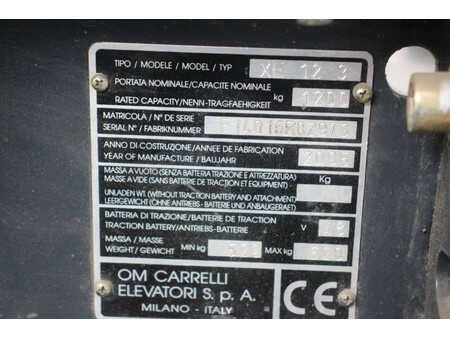 TIPO / MODELE / MODEL / TYP XE 12 3
PORTATA NOMINALE/CAPACITE NOMINALE
RATED CAPACITY/NENN-TRAGFAEHIGKEIT kg 1200
MATRICOLA / N° DE SERIE
SERIAL N° / FABRIKNUMMER
ANNO DI COSTRUZIONE/ANNEE DE FABRICATION
YEAR OF MANUFACTURE / BAUJAHR
MASSA A VUOTO (SENZA BATTERIA TRAZIONE E ATTREZZATURA)
MASSE A VIDE (SANS BATTERIE DE TRACTION ET EQUIPEMENT) - Kg
UNLADEN WT. (WITHOUT TRACTION BATTERY AND ATTACHMENT)
LEERGEWICHT (OHNE ANTRIEBS - BATTERIE UND ANBAUGERÄT)
BATTERIA DI TRAZIONE/BATTERIE DE TRACTION
TRACTION BATTERY/ANTRIEBS-BATTERIE V
MASSA / MASSE
WEIGHT / GEWICHT MIN kg MAX kg
OM CARRELLI
ELEVATORI S.p.A.
MILANO - ITALY
CE